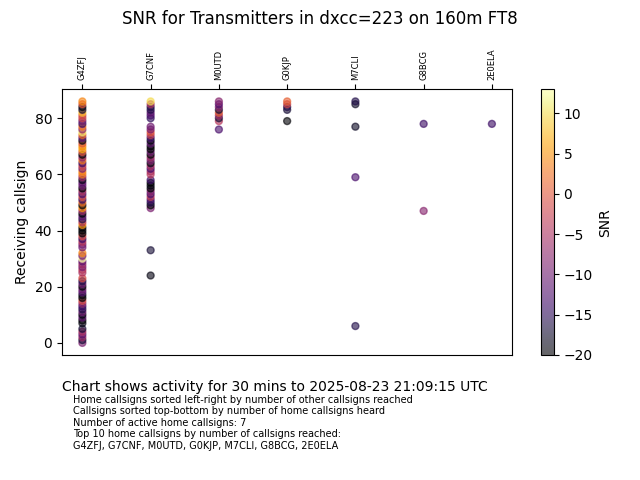 SNR for Transmitters in dxcc=223 on 160m FT8
G4ZFJ
G7CNF
M0UTD
G0KJP
M7CLI
G8BCG
2E0ELA
80
60
40
20
0
Receiving callsign
10
5
0
−5
−10
−15
−20
SNR
Chart shows activity for 30 mins to 2025-08-23 21:09:15 UTC
Home callsigns sorted left-right by number of other callsigns reached
Callsigns sorted top-bottom by number of home callsigns heard
Number of active home callsigns: 7
Top 10 home callsigns by number of callsigns reached:
G4ZFJ, G7CNF, M0UTD, G0KJP, M7CLI, G8BCG, 2E0ELA